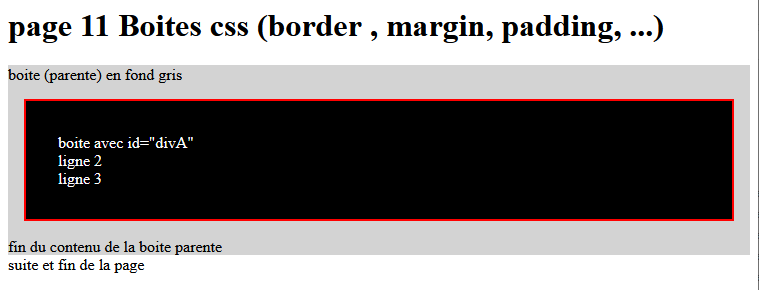 page 11 Boites css (border , margin, padding, ...)
boite (parente) en fond gris
boite avec id="divA"
ligne 2
ligne 3
fin du contenu de la boite parente
suite et fin de la page